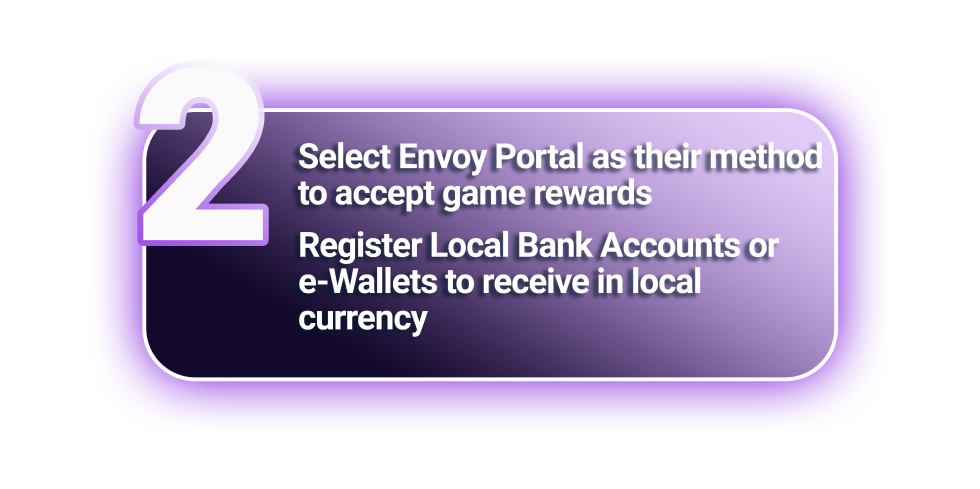 2
Select Envoy Portal as their method
to accept game rewards
Register Local Bank Accounts or
e-Wallets to receive in local
currency